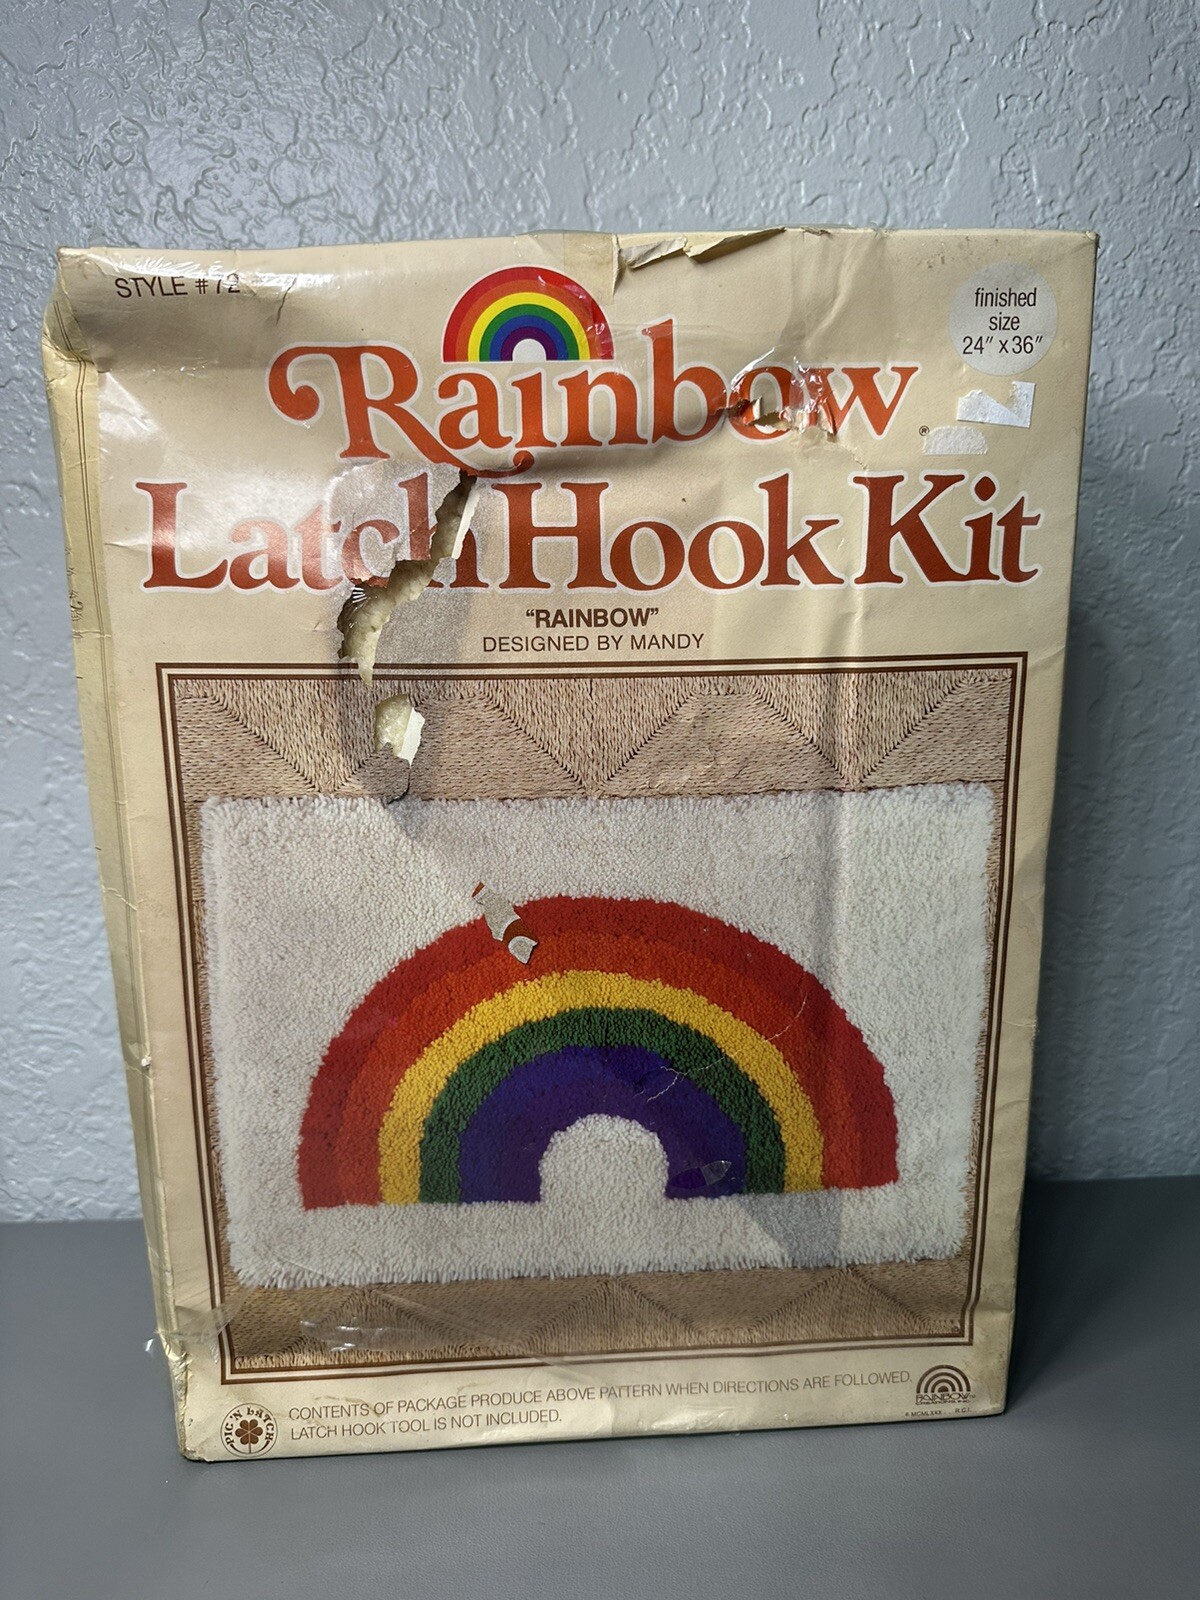 STYLE #72
finished
size
24" x 36"
Rainbow ®
Latch Hook Kit
"RAINBOW"
DESIGNED BY MANDY
CONTENTS OF PACKAGE PRODUCE ABOVE PATTERN WHEN DIRECTIONS ARE FOLLOWED.
LATCH HOOK TOOL IS NOT INCLUDED.
PIC 'N LATCH
RAINBOW
MCMLXXX R.C.I.